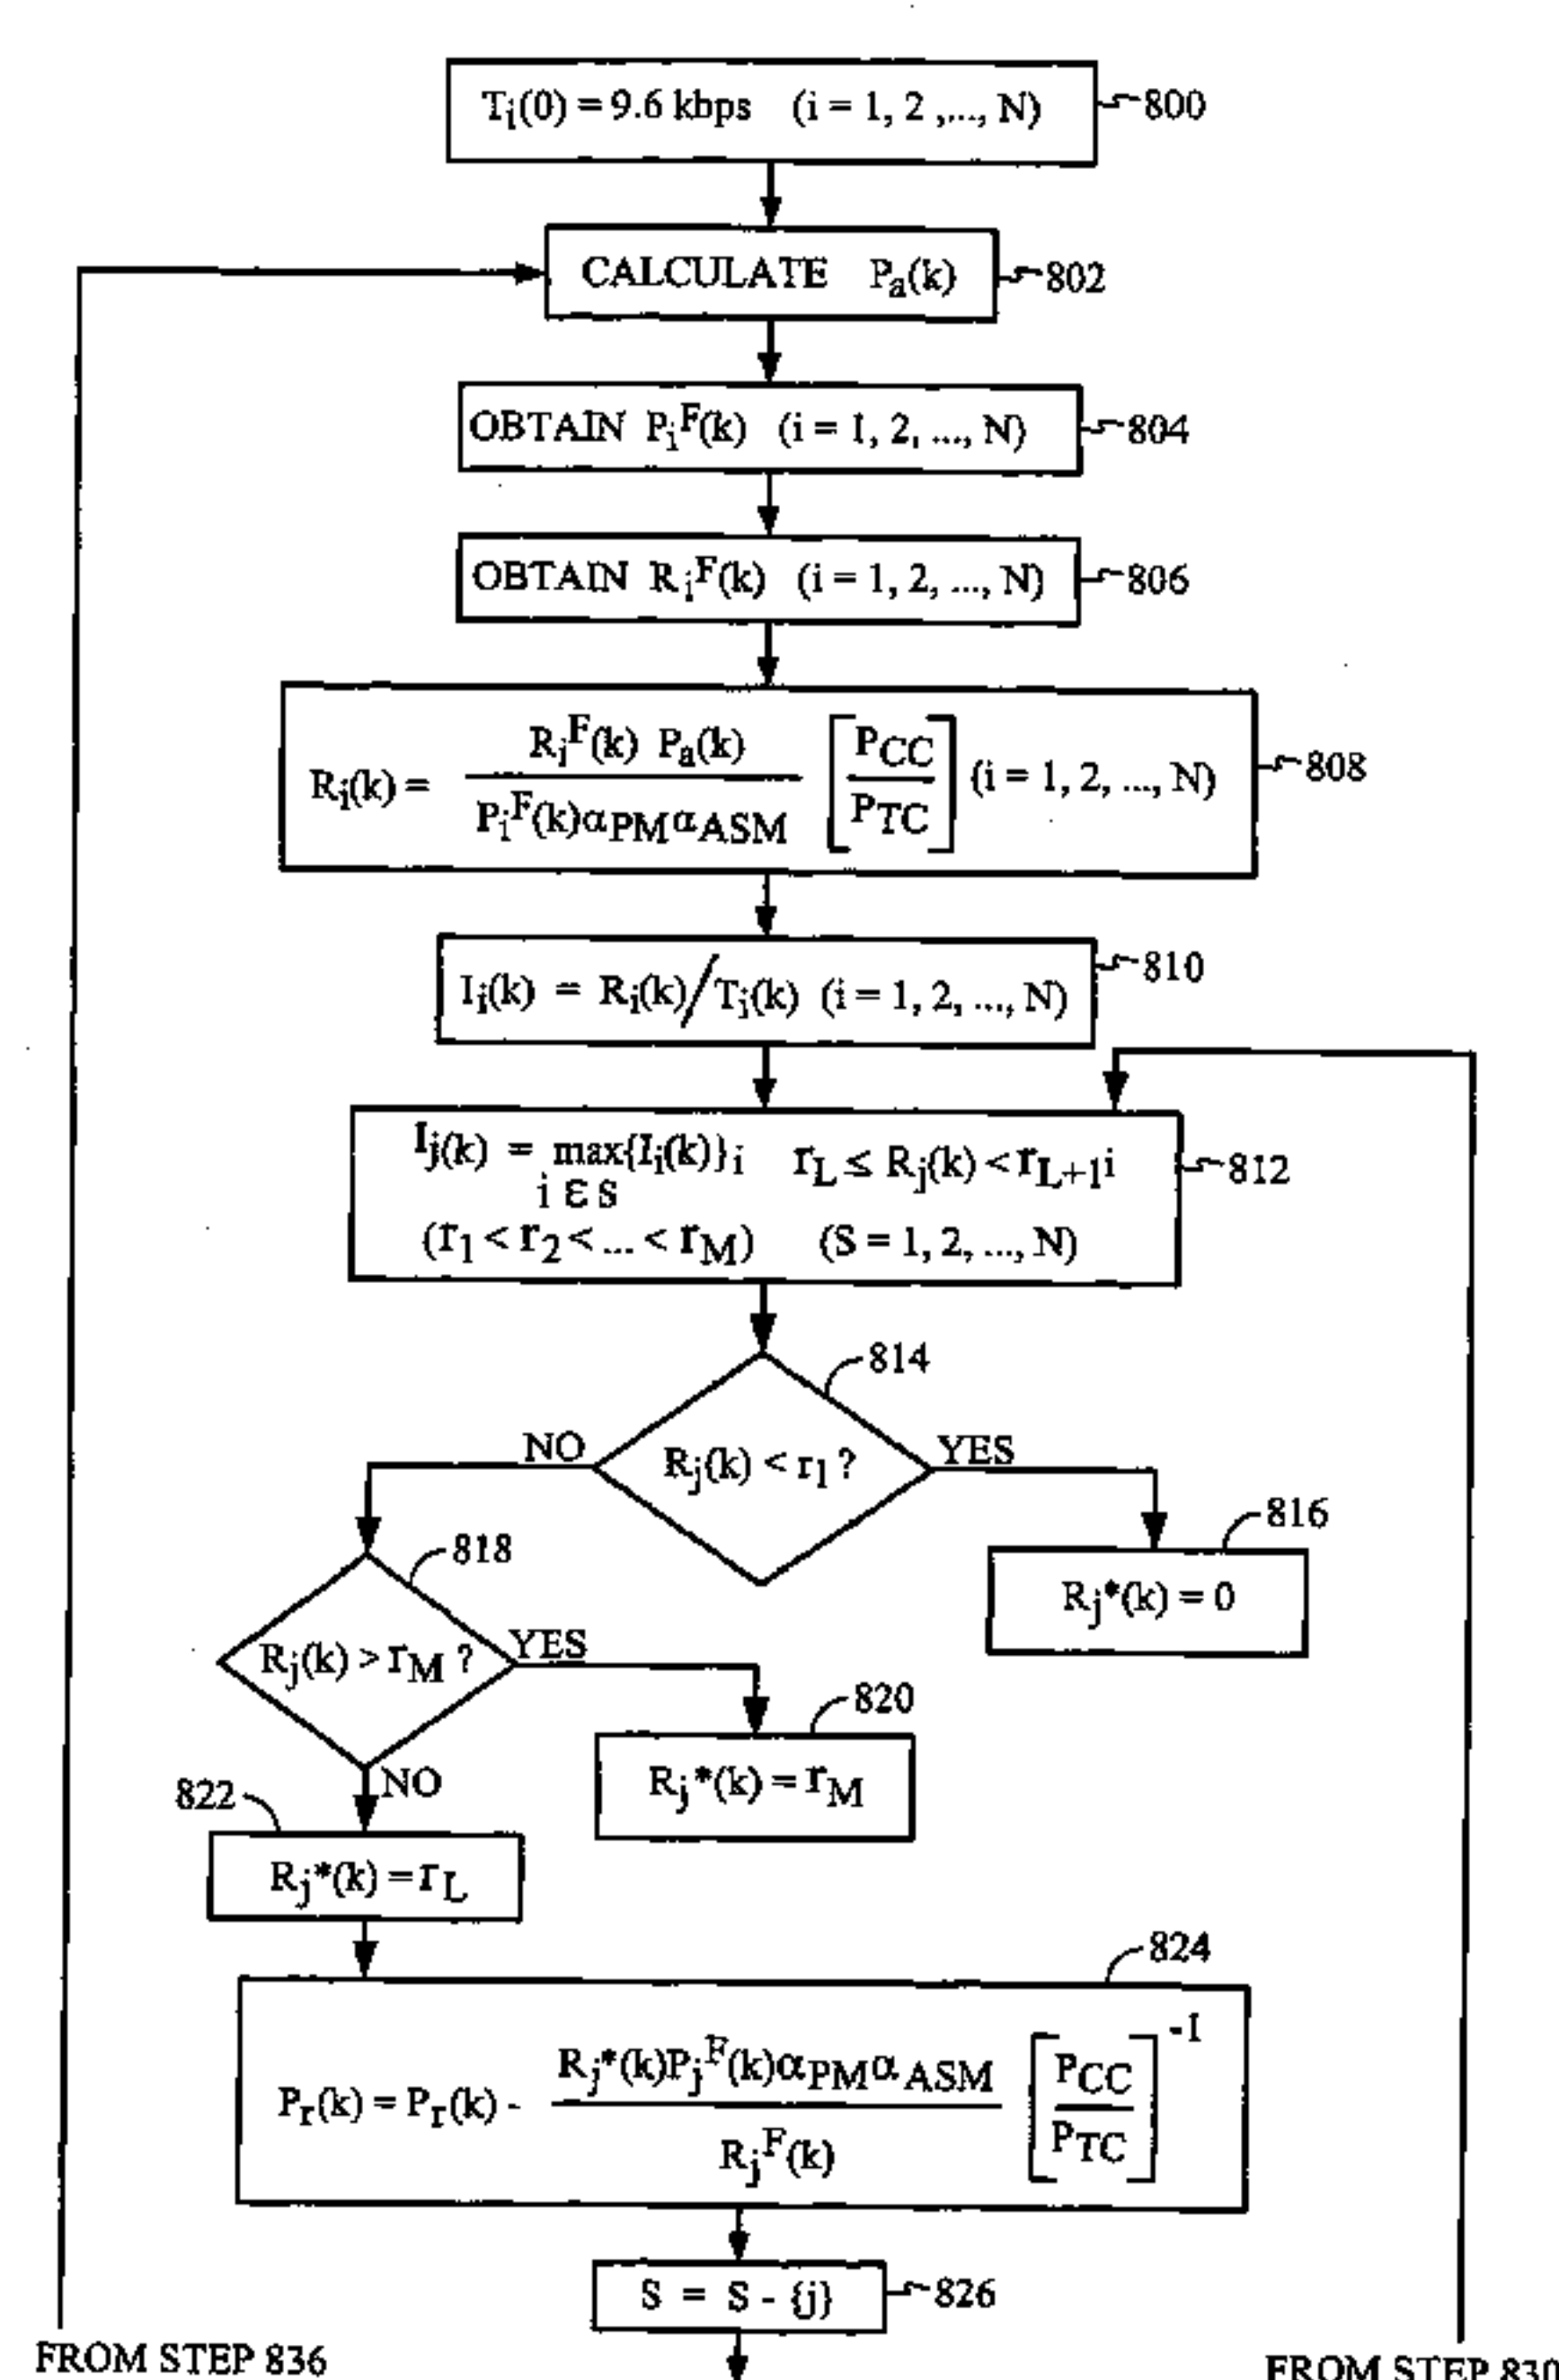 T_i(0) = 9.6 kbps (i = 1, 2 ,..., N) 800
CALCULATE P_a(k) 802
OBTAIN P_i^F(k) (i = 1, 2, ..., N) 804
OBTAIN R_i^F(k) (i = 1, 2, ..., N) 806
R_i(k) = R_i^F(k) P_a(k) / P_i^F(k)α_PM α_ASM [P_CC / P_TC] (i = 1, 2, ..., N) 808
I_i(k) = R_i(k)/T_i(k) (i = 1, 2, ..., N) 810
I_j(k) = max{I_i(k)}_i r_L ≤ R_j(k) < r_L+1 i 812
i ε s
(r_1 < r_2 < ... < r_M) (S = 1, 2, ..., N)
814
NO R_j(k) < r_1 ? YES
816
R_j*(k) = 0
818
R_j(k) > r_M ? YES
820
R_j*(k) = r_M
NO
822
R_j*(k) = r_L
824
P_r(k) = P_r(k) - R_j*(k)P_j^F(k)α_PM α_ASM / R_j^F(k) [P_CC / P_TC]^-1
S = S - {j} 826
FROM STEP 836
FROM STEP 830